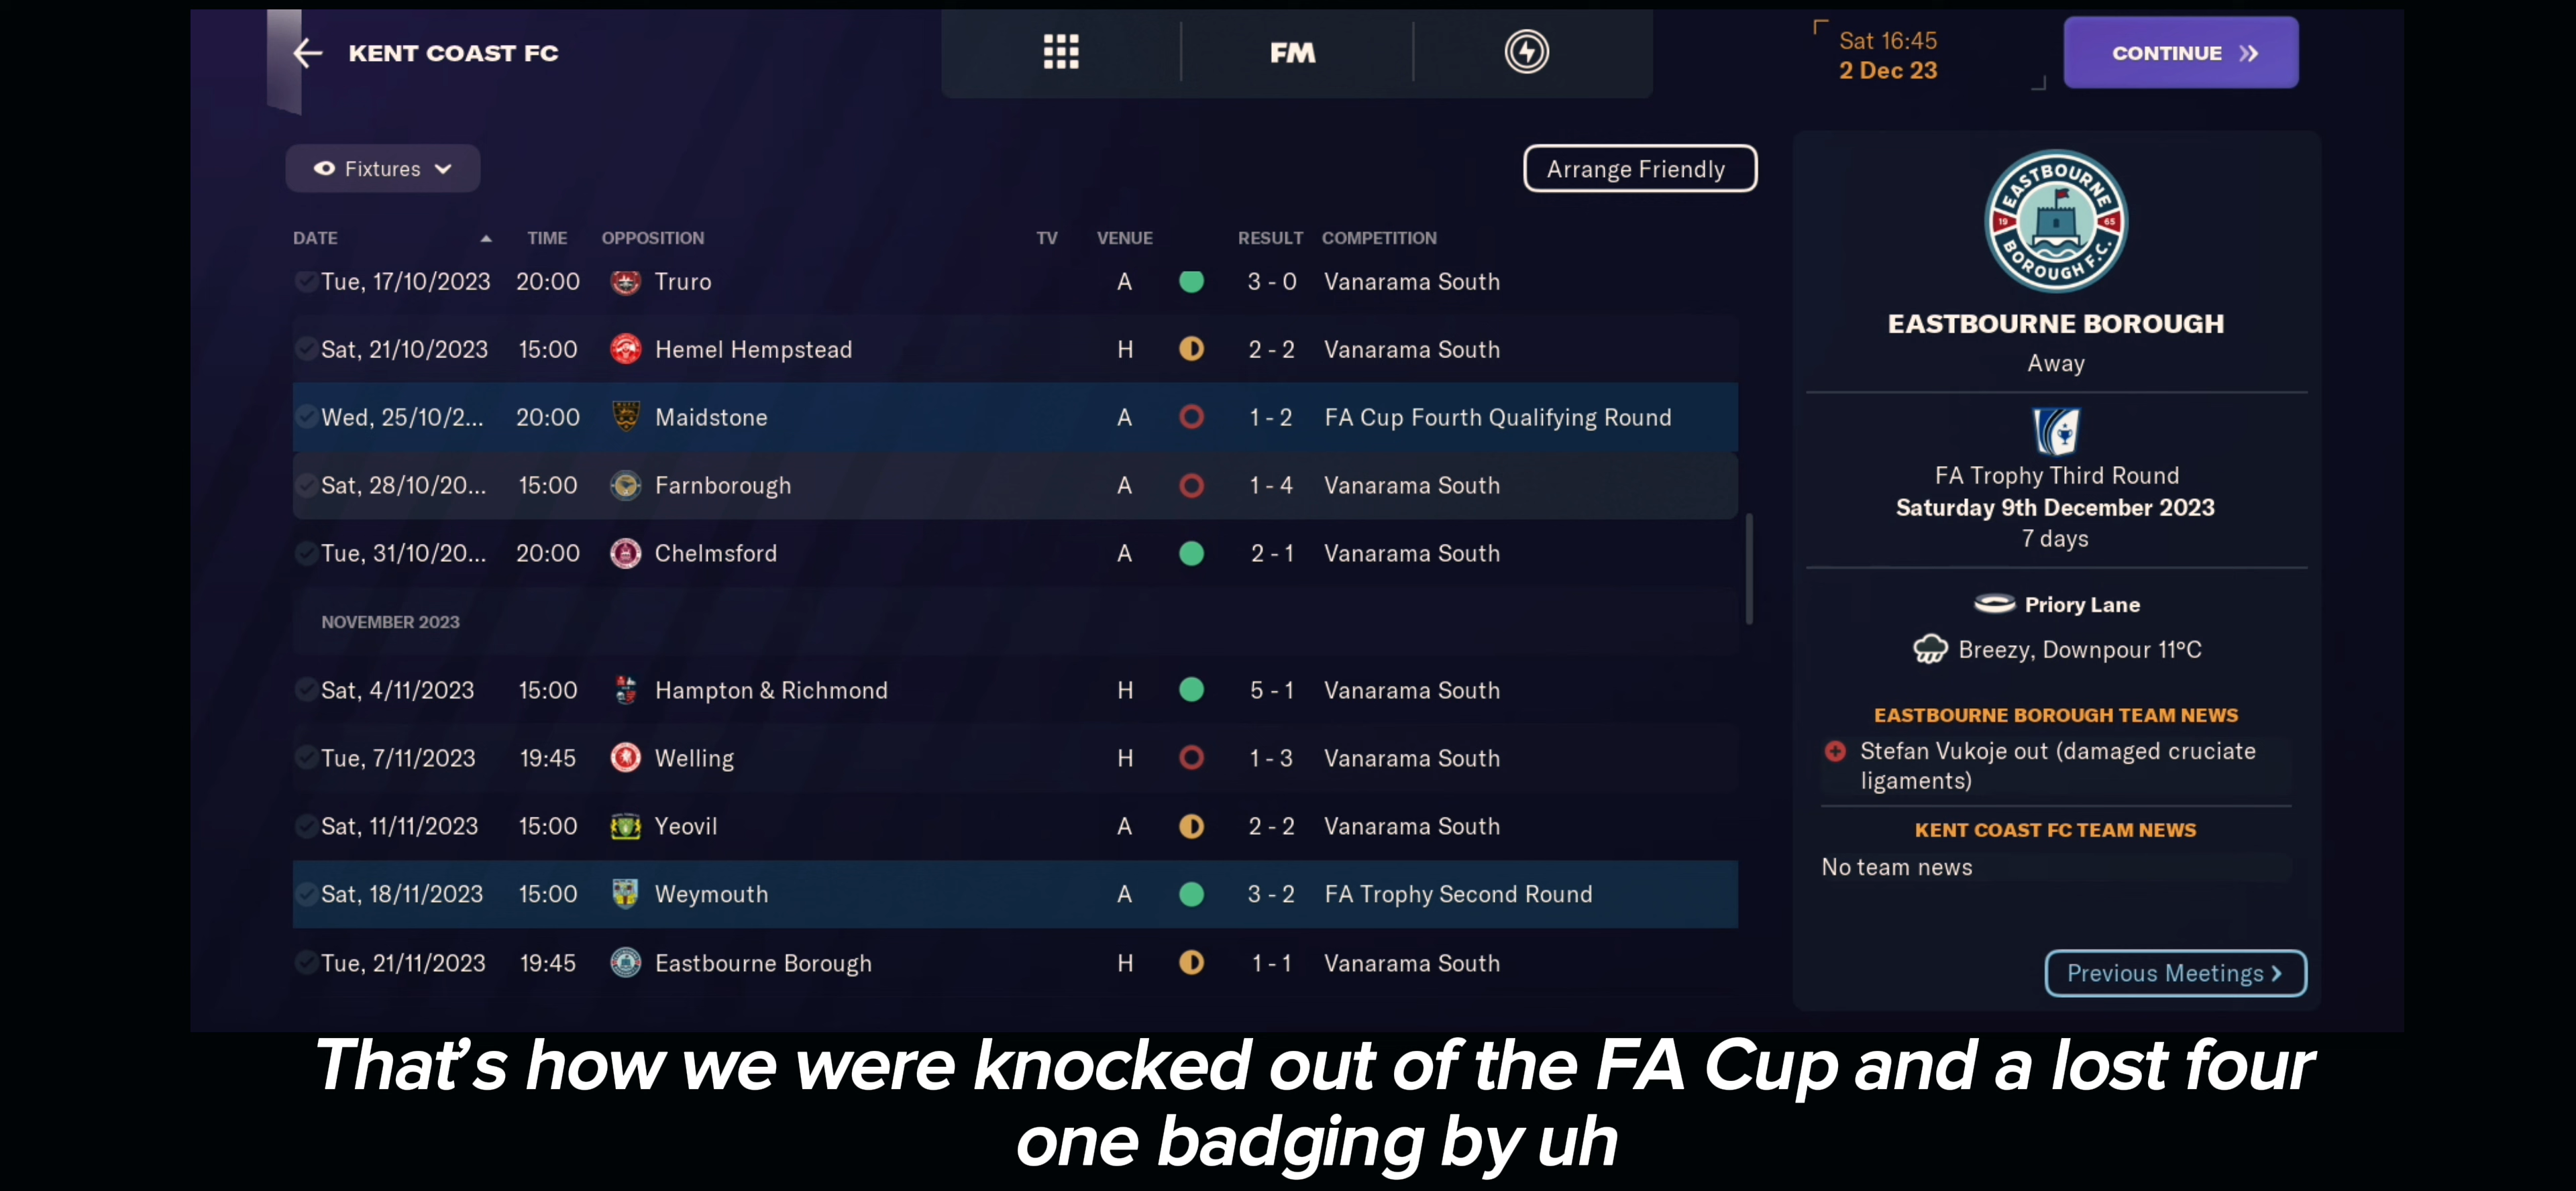 KENT COAST FC
FM
Sat 16:45
2 Dec 23
CONTINUE
Fixtures
Arrange Friendly
DATE TIME OPPOSITION TV VENUE RESULT COMPETITION
Tue, 17/10/2023 20:00 Truro A 3 - 0 Vanarama South
Sat, 21/10/2023 15:00 Hemel Hempstead H 2 - 2 Vanarama South
Wed, 25/10/2... 20:00 Maidstone A 1 - 2 FA Cup Fourth Qualifying Round
Sat, 28/10/20... 15:00 Farnborough A 1 - 4 Vanarama South
Tue, 31/10/20... 20:00 Chelmsford A 2 - 1 Vanarama South
NOVEMBER 2023
Sat, 4/11/2023 15:00 Hampton & Richmond H 5 - 1 Vanarama South
Tue, 7/11/2023 19:45 Welling H 1 - 3 Vanarama South
Sat, 11/11/2023 15:00 Yeovil A 2 - 2 Vanarama South
Sat, 18/11/2023 15:00 Weymouth A 3 - 2 FA Trophy Second Round
Tue, 21/11/2023 19:45 Eastbourne Borough H 1 - 1 Vanarama South
EASTBOURNE
19 65
BOROUGH F.C.
EASTBOURNE BOROUGH
Away
FA Trophy Third Round
Saturday 9th December 2023
7 days
Priory Lane
Breezy, Downpour 11°C
EASTBOURNE BOROUGH TEAM NEWS
Stefan Vukoje out (damaged cruciate
ligaments)
KENT COAST FC TEAM NEWS
No team news
Previous Meetings
That's how we were knocked out of the FA Cup and a lost four
one badging by uh